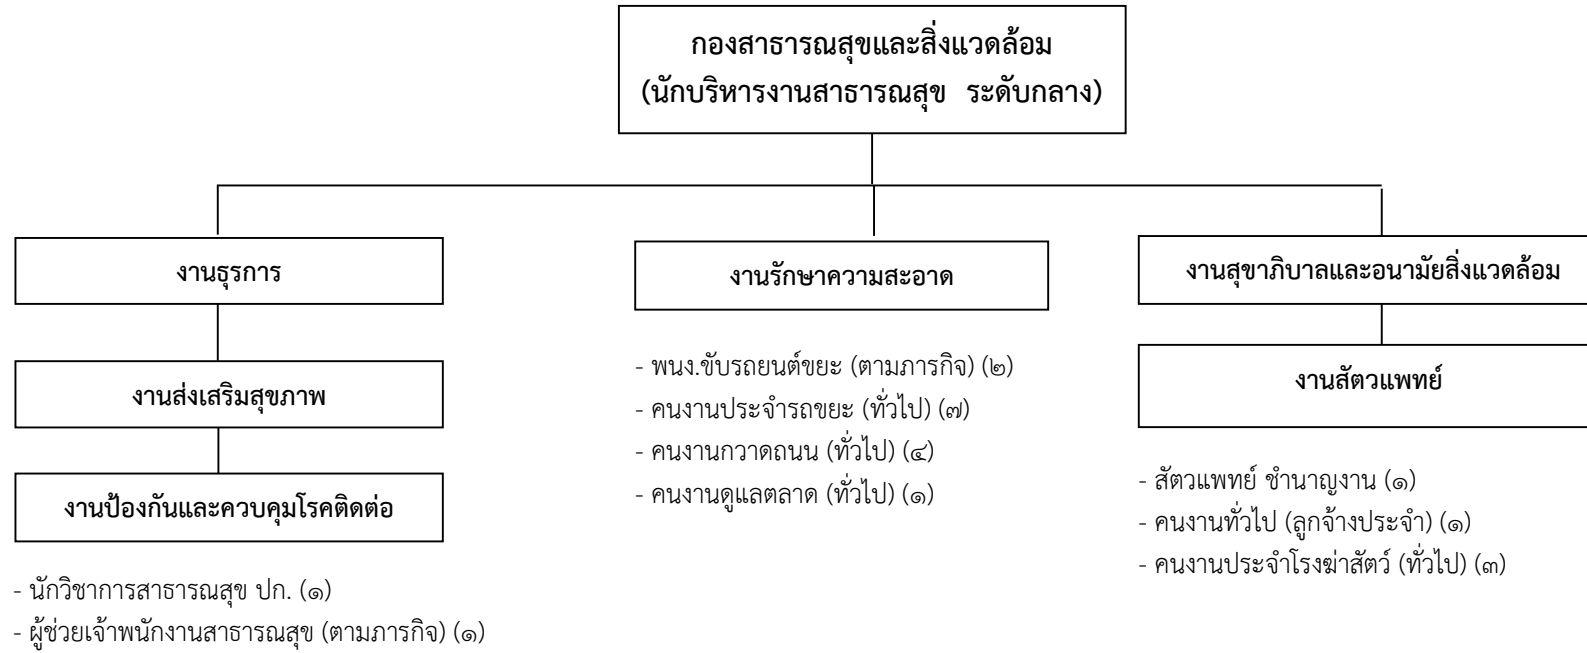 กองสาธารณสุขและสิ่งแวดล้อม
(นักบริหารงานสาธารณสุข ระดับกลาง)
งานธุรการ
งานส่งเสริมสุขภาพ
งานป้องกันและควบคุมโรคติดต่อ
- นักวิชาการสาธารณสุข ปก. (๑)
- ผู้ช่วยเจ้าพนักงานสาธารณสุข (ตามภารกิจ) (๑)
งานรักษาความสะอาด
- พนง.ขับรถยนต์ขยะ (ตามภารกิจ) (๒)
- คนงานประจำรถขยะ (ทั่วไป) (๗)
- คนงานกวาดถนน (ทั่วไป) (๔)
- คนงานดูแลตลาด (ทั่วไป) (๑)
งานสุขาภิบาลและอนามัยสิ่งแวดล้อม
งานสัตวแพทย์
- สัตวแพทย์ ชำนาญงาน (๑)
- คนงานทั่วไป (ลูกจ้างประจำ) (๑)
- คนงานประจำโรงฆ่าสัตว์ (ทั่วไป) (๓)